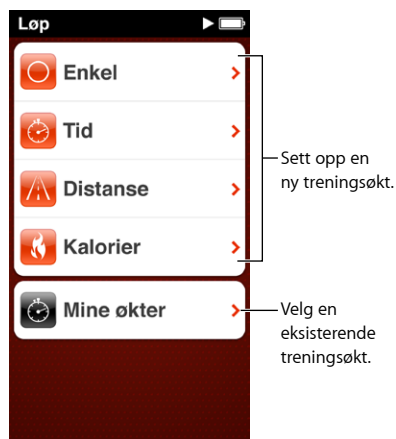 Løp
Enkel
Tid
Distanse
Kalorier
Mine økter
Sett opp en
ny treningsøkt.
Velg en
eksisterende
treningsøkt.